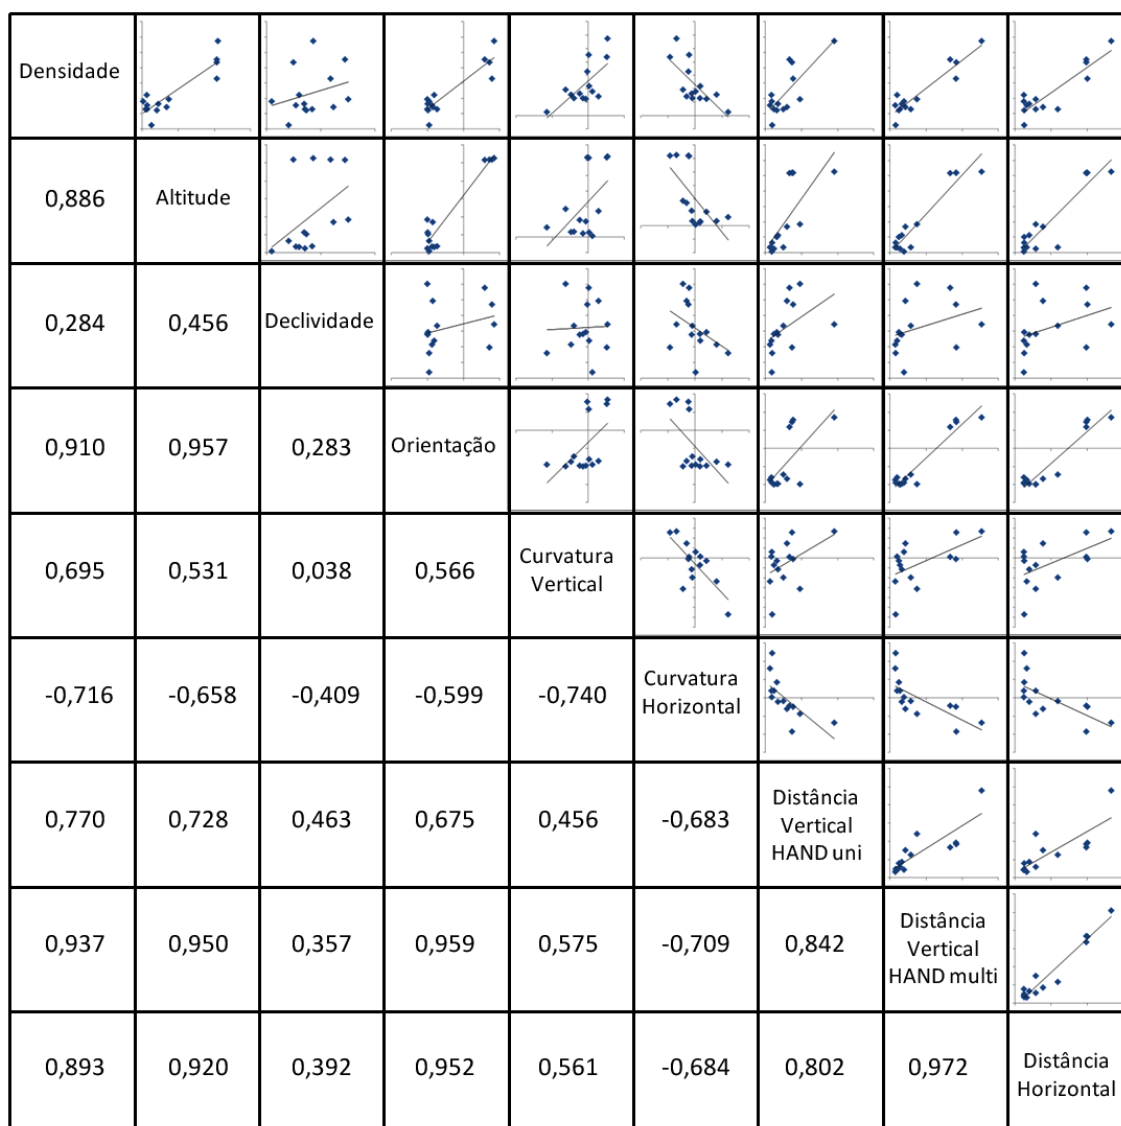 Densidade
0,886
Altitude
0,284
0,456
Declividade
0,910
0,957
0,283
Orientação
0,695
0,531
0,038
0,566
Curvatura
Vertical
-0,716
-0,658
-0,409
-0,599
-0,740
Curvatura
Horizontal
0,770
0,728
0,463
0,675
0,456
-0,683
Distância
Vertical
HAND uni
0,937
0,950
0,357
0,959
0,575
-0,709
0,842
Distância
Vertical
HAND multi
0,893
0,920
0,392
0,952
0,561
-0,684
0,802
0,972
Distância
Horizontal